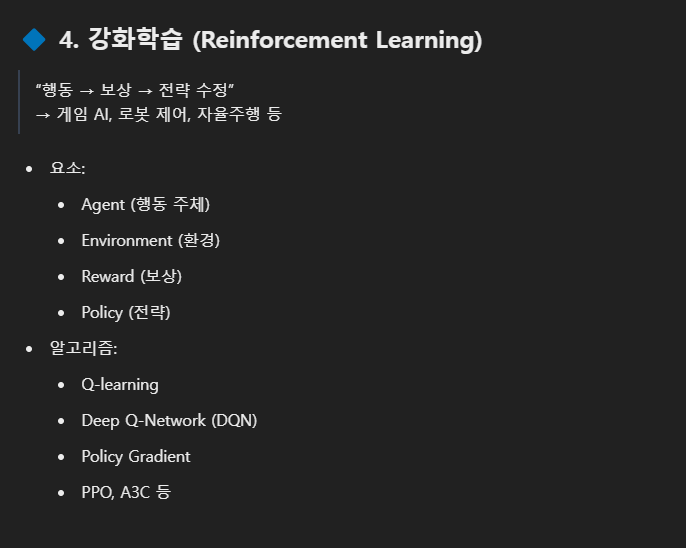 4. 강화학습 (Reinforcement Learning)
“행동 → 보상 → 전략 수정”
→ 게임 AI, 로봇 제어, 자율주행 등
• 요소:
• Agent (행동 주체)
• Environment (환경)
• Reward (보상)
• Policy (전략)
• 알고리즘:
• Q-learning
• Deep Q-Network (DQN)
• Policy Gradient
• PPO, A3C 등